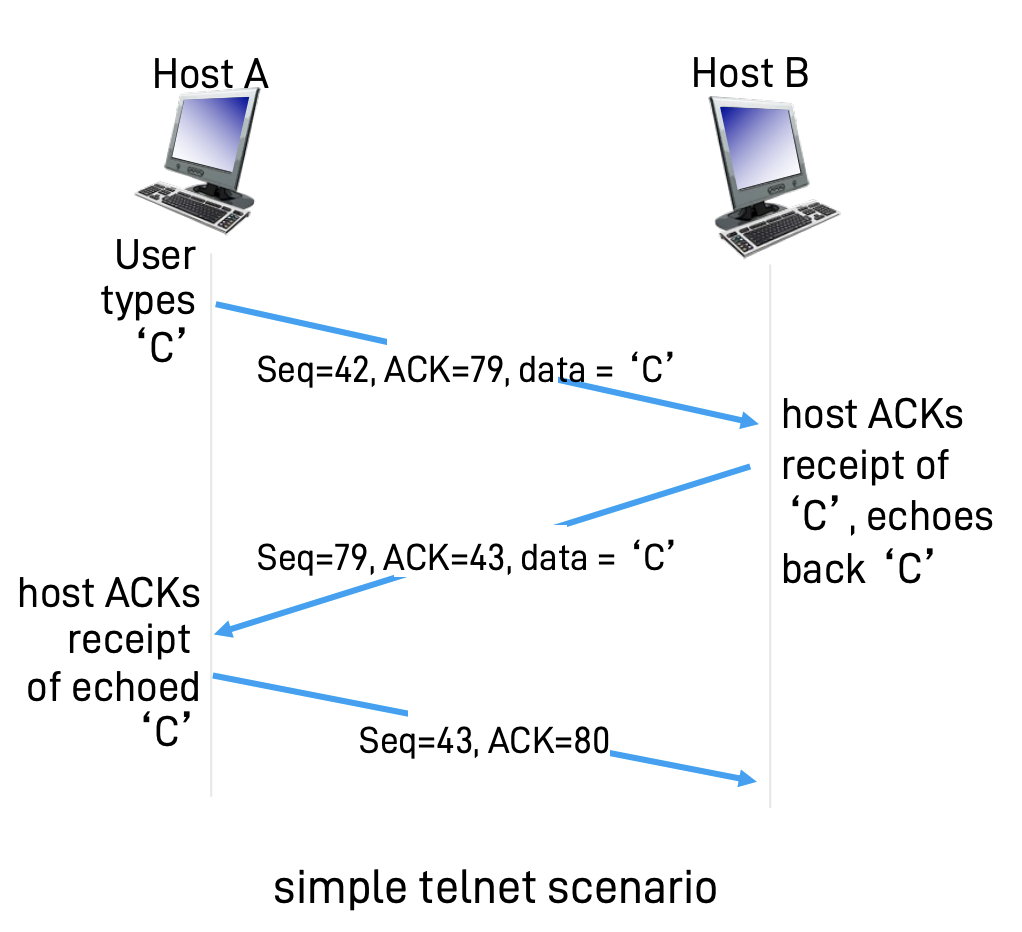 Host A
Host B
User
types
‘C’
Seq=42, ACK=79, data = ‘C’
host ACKs
receipt of
‘C’, echoes
back ‘C’
Seq=79, ACK=43, data = ‘C’
host ACKs
receipt
of echoed
‘C’
Seq=43, ACK=80
simple telnet scenario